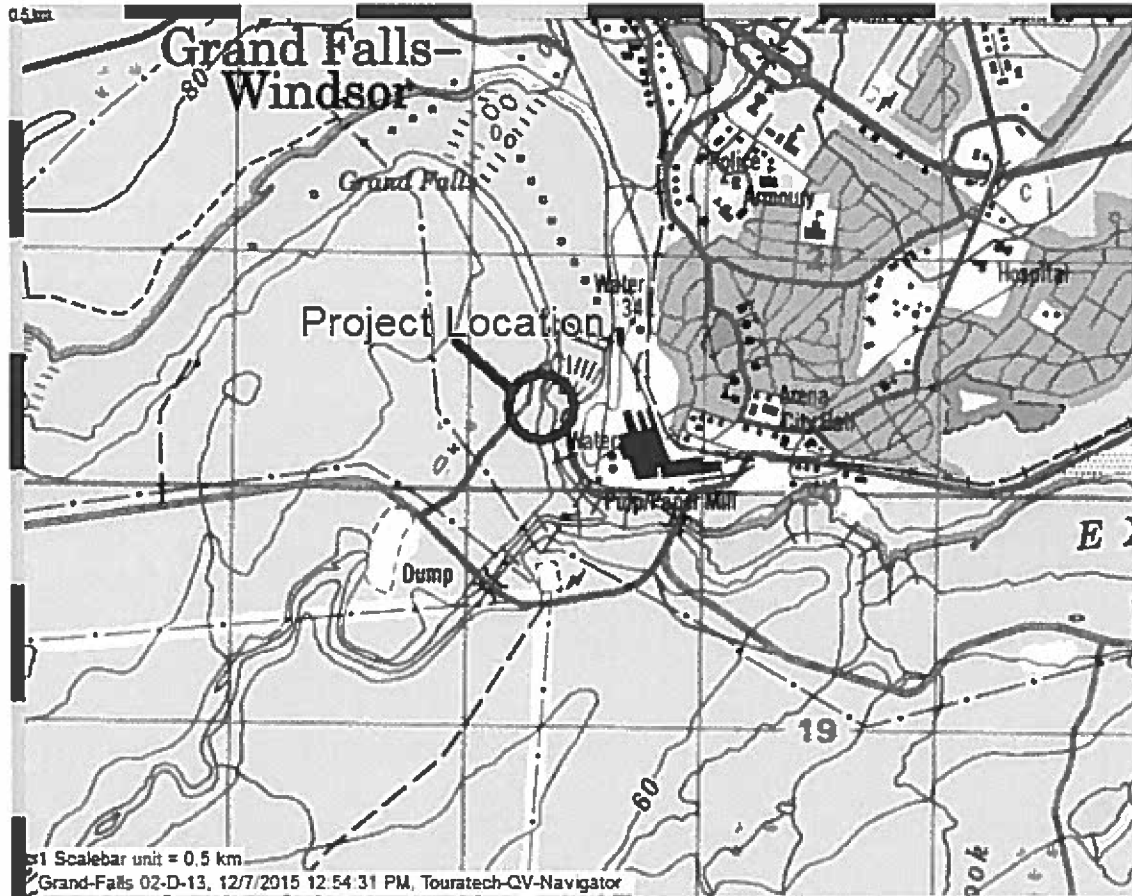 0.5 km
Grand Falls–
Windsor
80
Grand Falls
Police
Armoury
C
Hospital
Water
34
Project Location
Arena
City Hall
Water
Pulp/Paper Mill
E
Dump
19
60
ook
1 Scalebar unit = 0.5 km
Grand-Falls 02-D-13, 12/7/2015 12:54:31 PM, Touratech-QV-Navigator